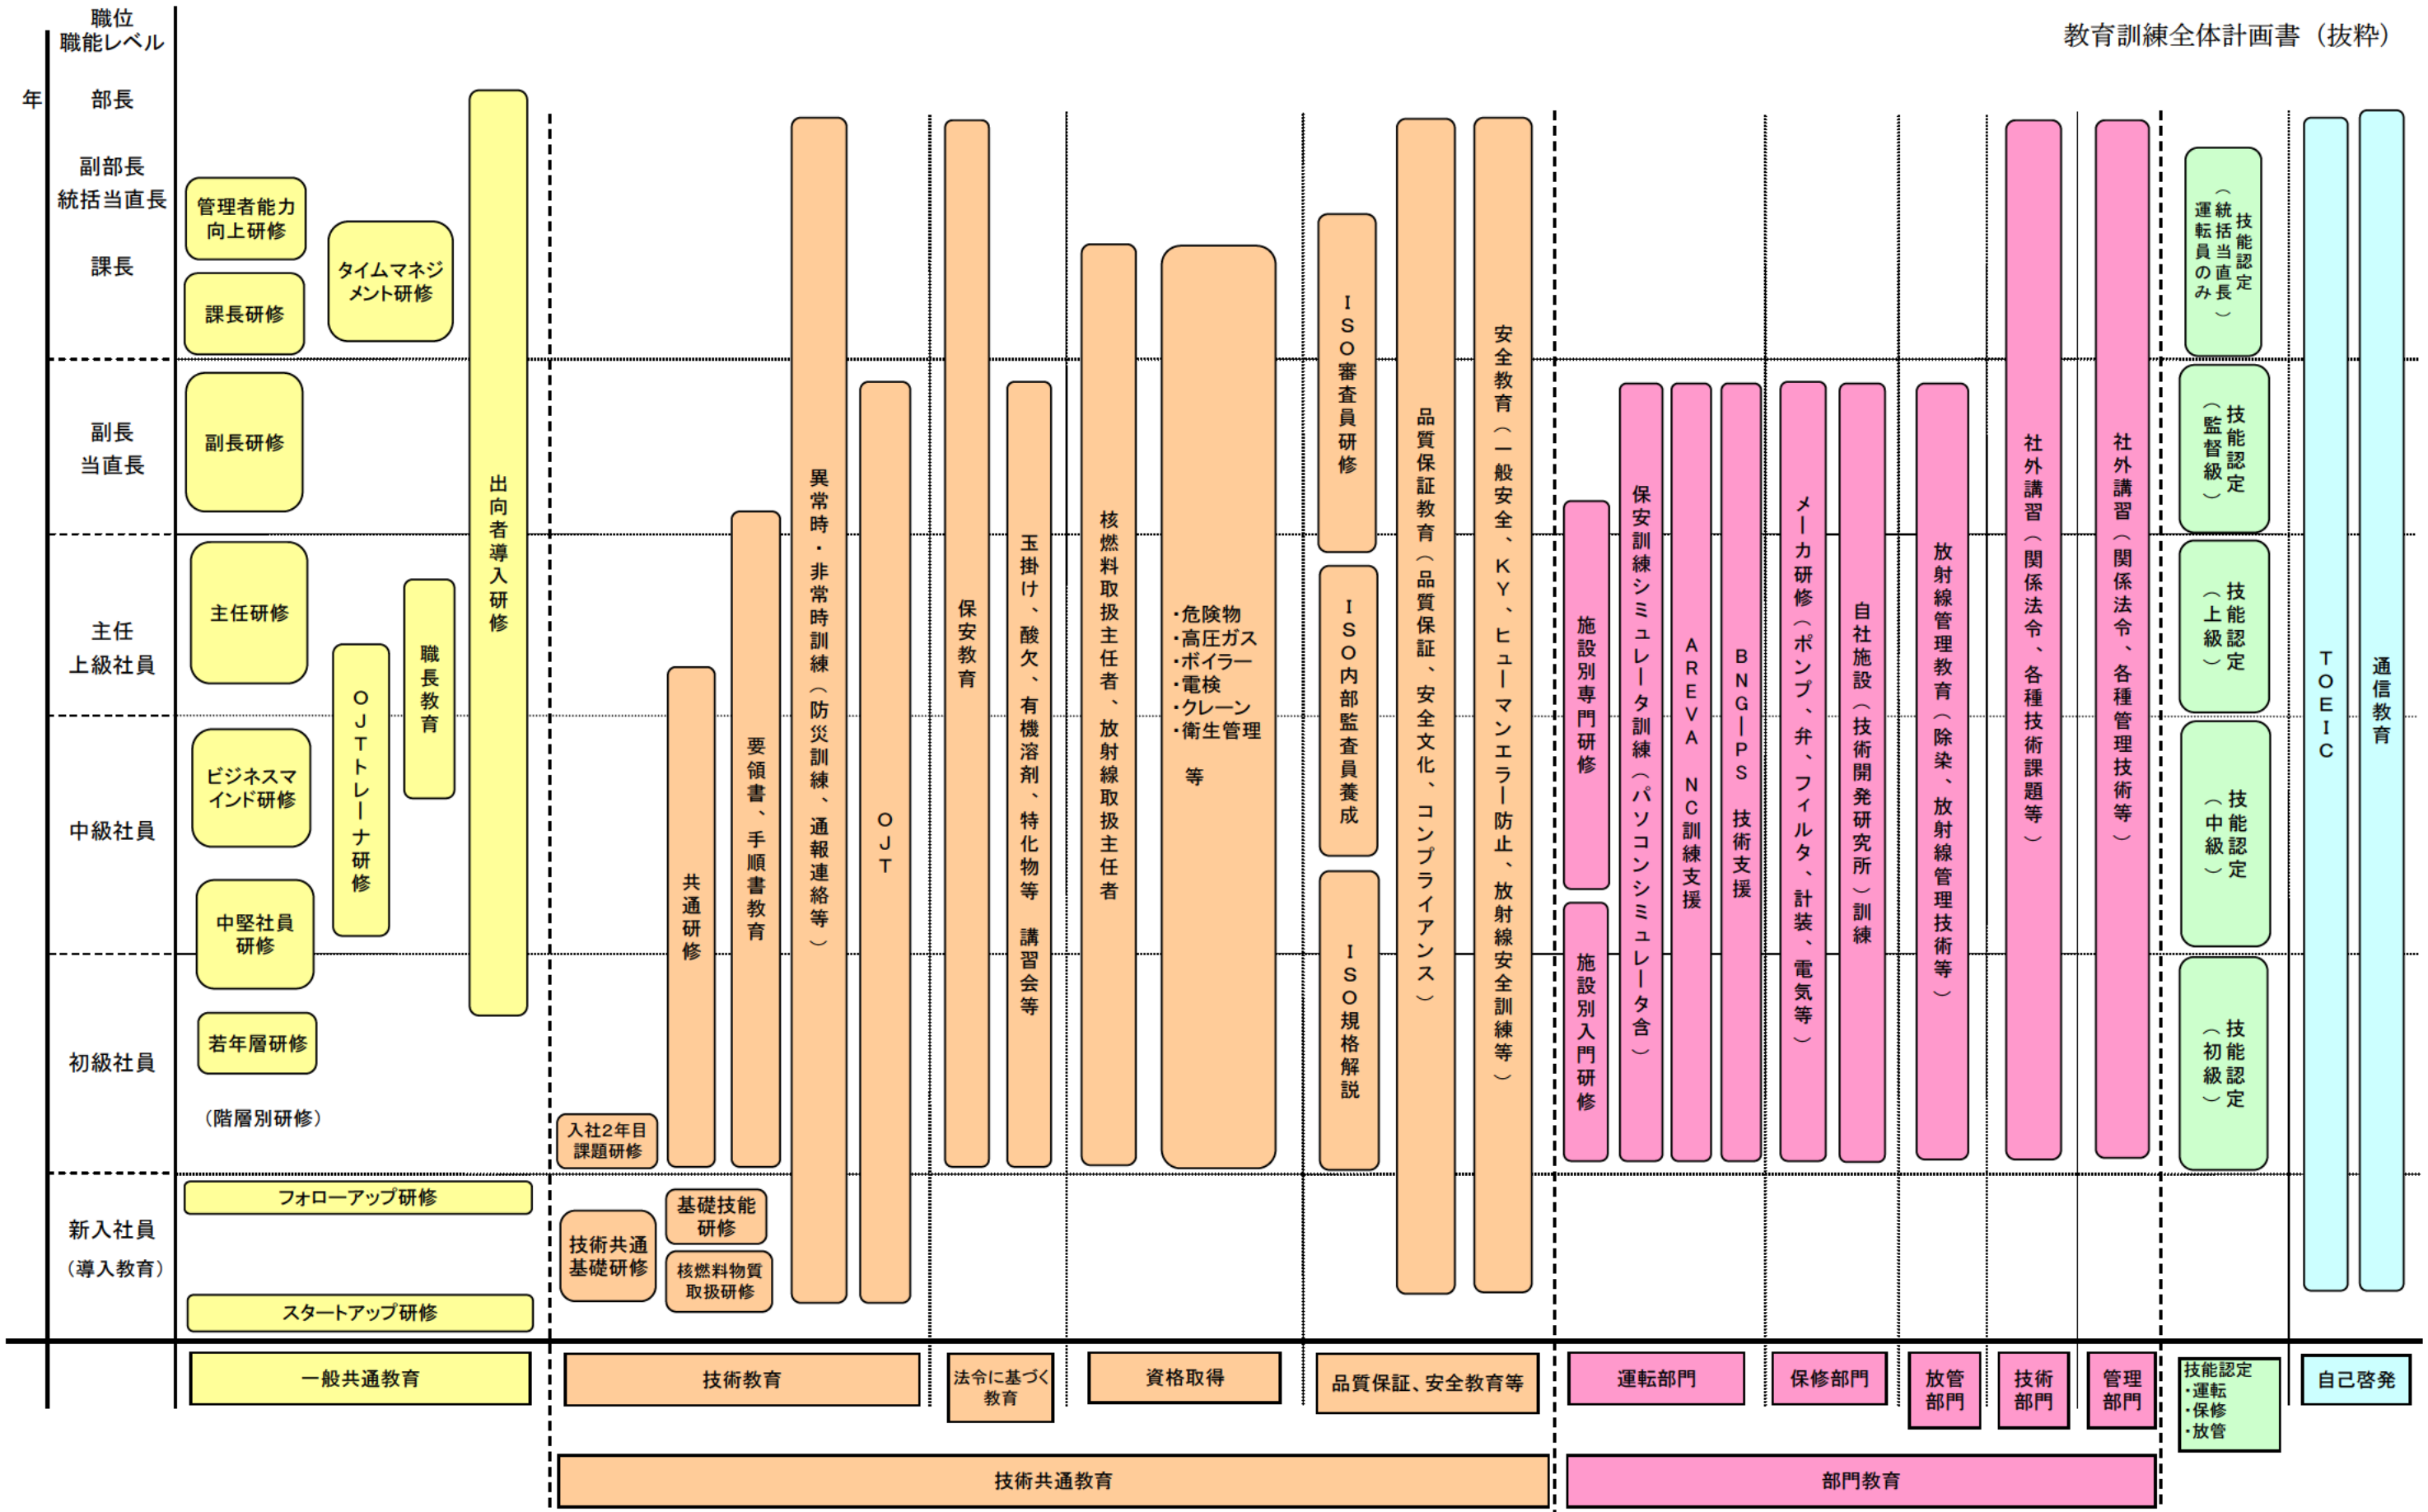 教育訓練全体計画書（抜粋）
職位
職能レベル
年
部長
副部長
統括当直長
課長
副長
当直長
主任
上級社員
中級社員
初級社員
新入社員
（導入教育）
管理者能力
向上研修
課長研修
タイムマネジ
メント研修
副長研修
主任研修
ビジネスマ
インド研修
中堅社員
研修
若年層研修
（階層別研修）
OJTトレーナ研修
職長教育
出向者導入研修
フォローアップ研修
スタートアップ研修
入社2年目
課題研修
技術共通
基礎研修
基礎技能
研修
核燃料物質
取扱研修
共通研修
要領書、手順書教育
異常時・非常時訓練（防災訓練、通報連絡等）
OJT
保安教育
玉掛け、酸欠、有機溶剤、特化物等　講習会等
核燃料取扱主任者、放射線取扱主任者
・危険物
・高圧ガス
・ボイラー
・電検
・クレーン
・衛生管理
等
ISO審査員研修
ISO内部監査員養成
ISO規格解説
品質保証教育（品質保証、安全文化、コンプライアンス）
安全教育（一般安全、KY、ヒューマンエラー防止、放射線安全訓練等）
施設別専門研修
施設別入門研修
保安訓練シミュレータ訓練（パソコンシミュレータ含）
AREVA　NC訓練支援
BNG－PS　技術支援
メーカ研修（ポンプ、弁、フィルタ、計装、電気等）
自社施設（技術開発研究所）訓練
放射線管理教育（除染、放射線管理技術等）
社外講習（関係法令、各種技術課題等）
社外講習（関係法令、各種管理技術等）
技能認定
（統括当直長）
運転員のみ
技能認定
（監督級）
技能認定
（上級）
技能認定
（中級）
技能認定
（初級）
TOEIC
通信教育
一般共通教育
技術教育
法令に基づく
教育
資格取得
品質保証、安全教育等
運転部門
保修部門
放管
部門
技術
部門
管理
部門
技能認定
・運転
・保修
・放管
自己啓発
技術共通教育
部門教育